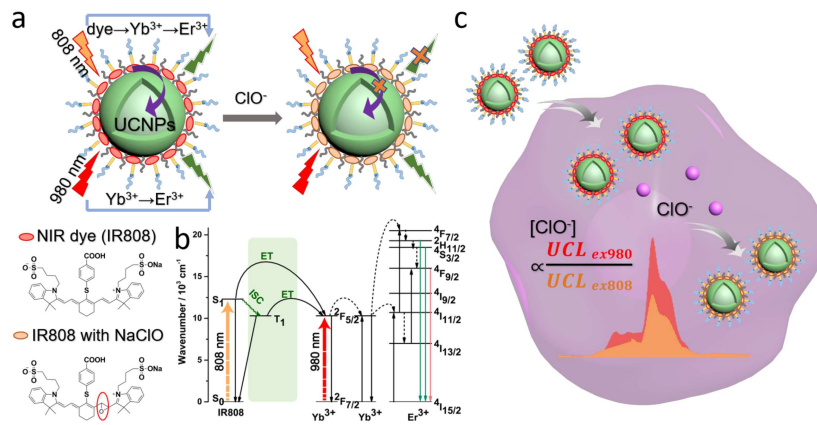 a
dye→Yb³⁺→Er³⁺
808 nm
UCNPs
980 nm
Yb³⁺→Er³⁺
ClO⁻
NIR dye (IR808)
COOH
O=S=O
O
SO₃Na
S
N
N⁺
IR808 with NaClO
COOH
SO₃Na
S
N
N⁺
O
b
Wavenumber / 10³ cm⁻¹
20
15
10
5
0
S₁
S₀
808 nm
ISC
ET
ET
T₁
IR808
980 nm
²F₅/₂
²F₇/₂
Yb³⁺
Yb³⁺
Er³⁺
⁴F₇/₂
²H₁₁/₂
⁴S₃/₂
⁴F₉/₂
⁴I₉/₂
⁴I₁₁/₂
⁴I₁₃/₂
⁴I₁₅/₂
c
ClO⁻
[ClO⁻]
∝ UCL ex980
UCL ex808